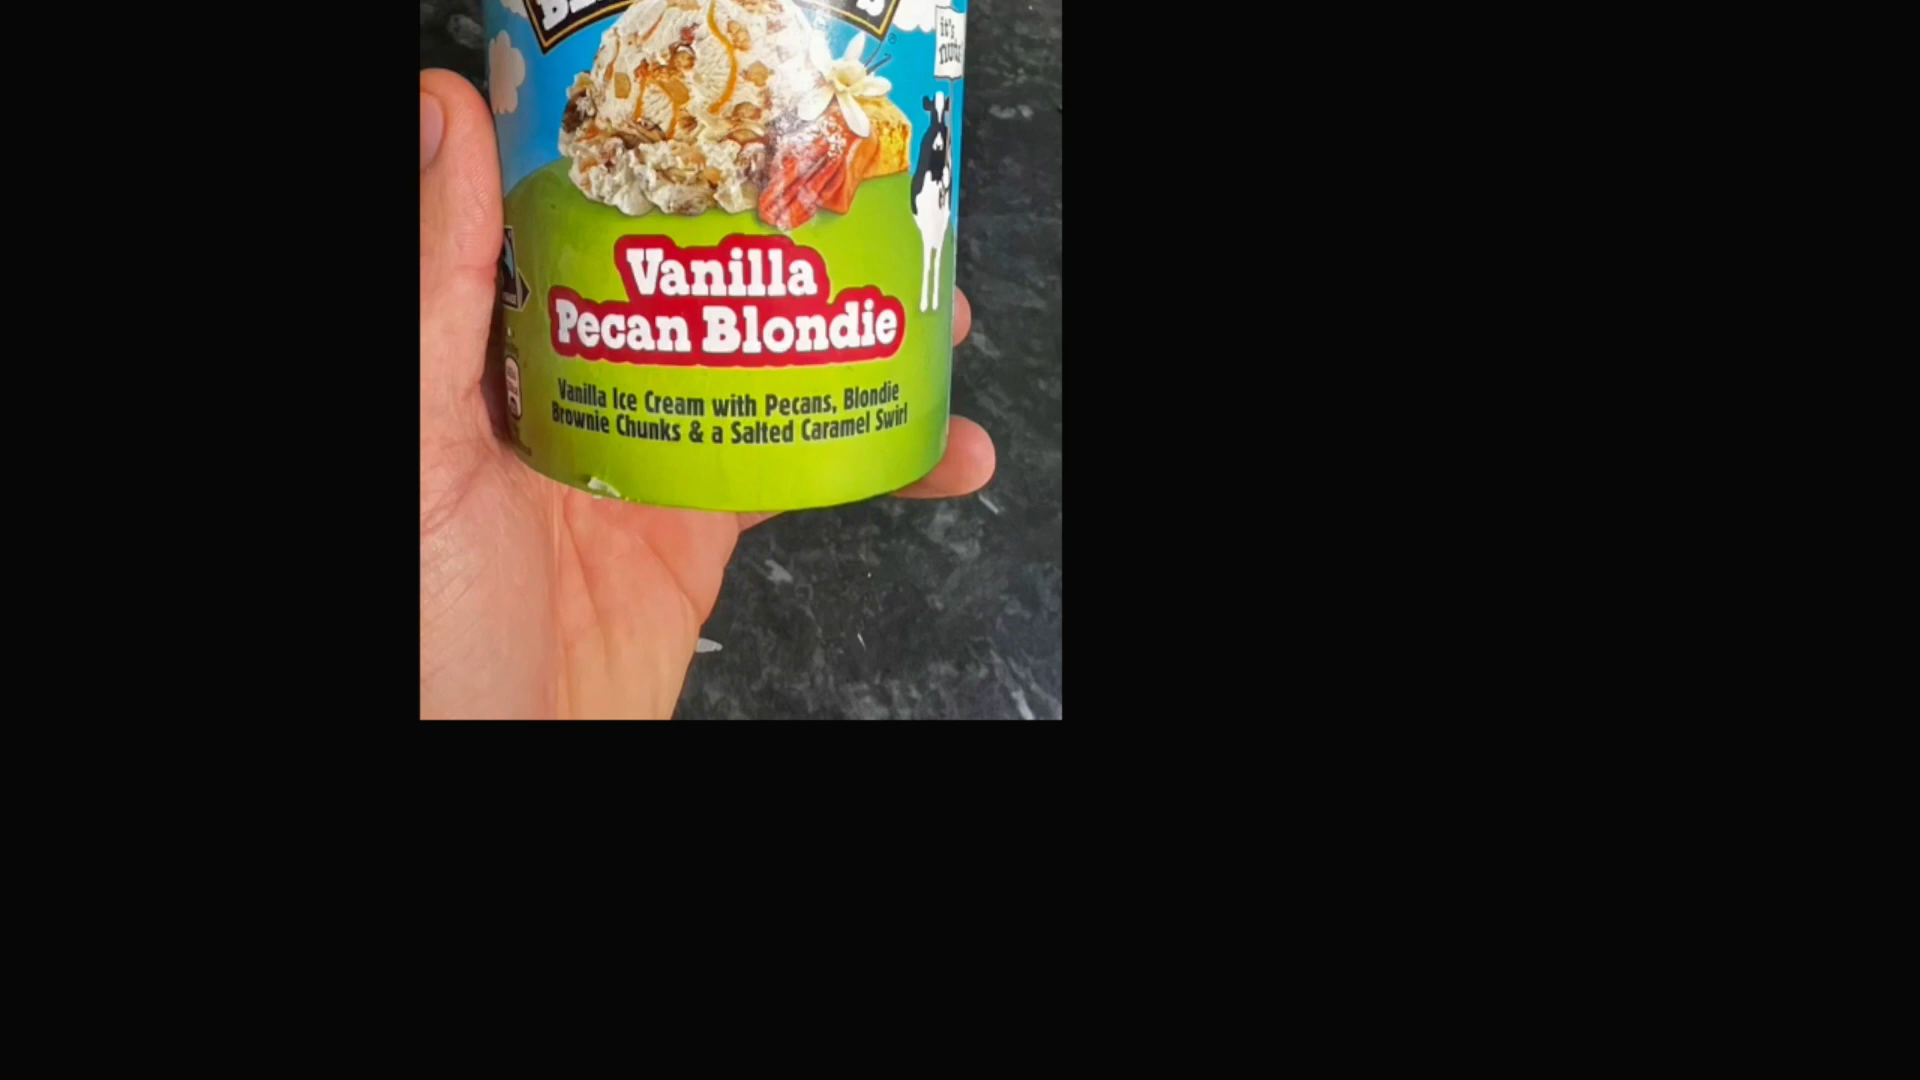 it's
nuts
Vanilla
Pecan Blondie
Vanilla Ice Cream with Pecans, Blondie
Brownie Chunks & a Salted Caramel Swirl